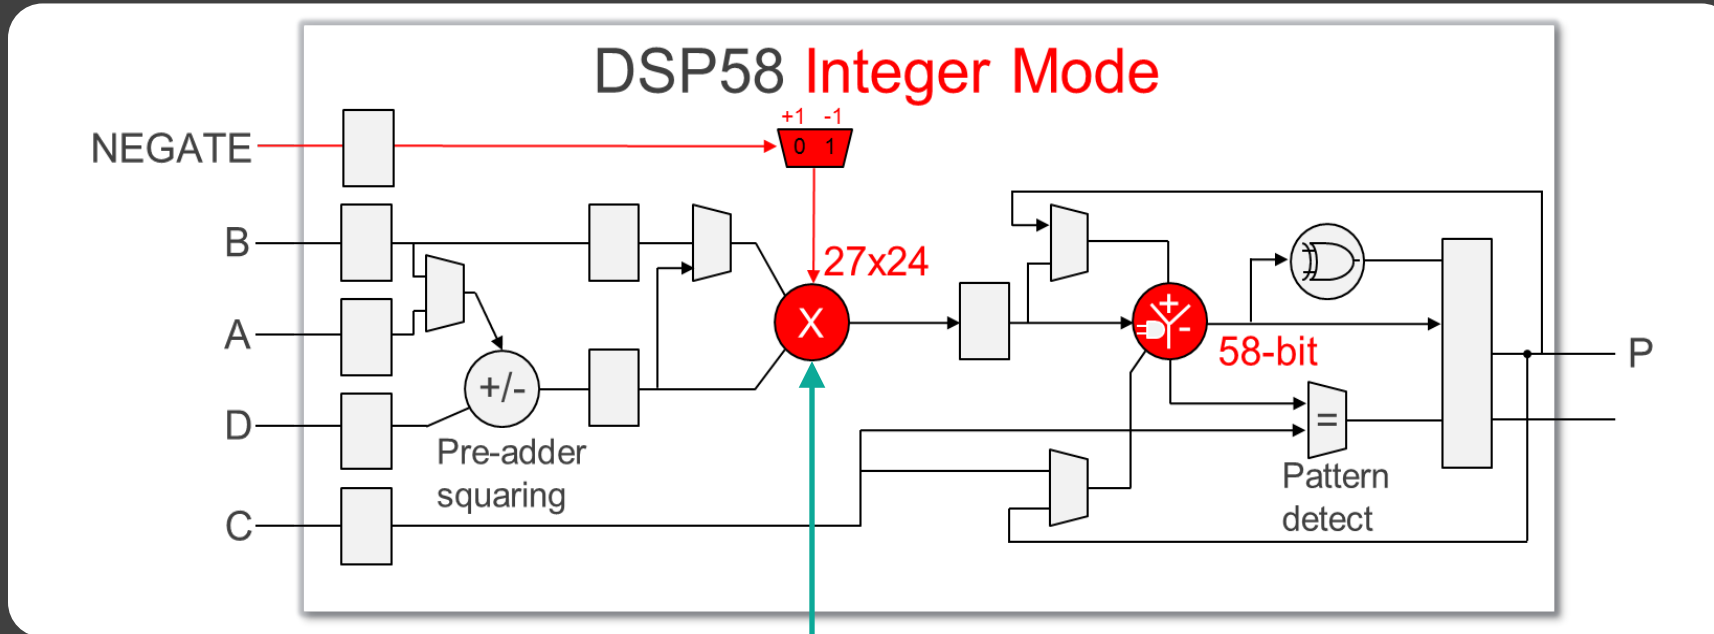 DSP58 Integer Mode
+1 -1
NEGATE
0 1
B
27x24
A
X
+
-
58-bit
P
D
+/-
=
Pre-adder
squaring
Pattern
detect
C